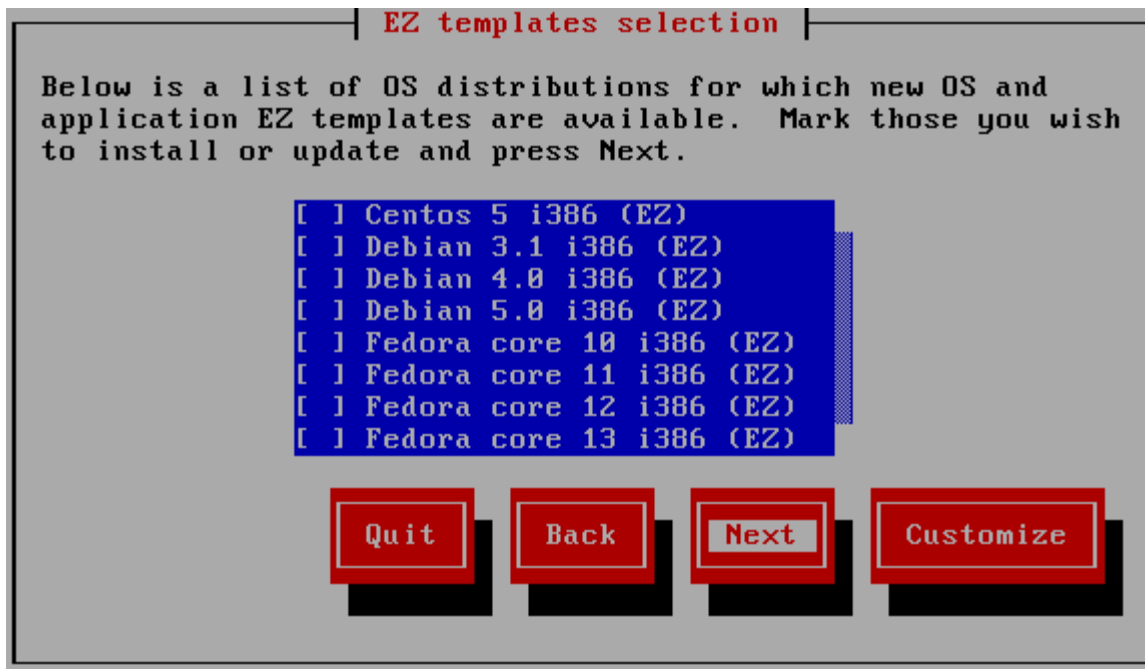 EZ templates selection
Below is a list of OS distributions for which new OS and
application EZ templates are available.  Mark those you wish
to install or update and press Next.
[ ] Centos 5 i386 (EZ)
[ ] Debian 3.1 i386 (EZ)
[ ] Debian 4.0 i386 (EZ)
[ ] Debian 5.0 i386 (EZ)
[ ] Fedora core 10 i386 (EZ)
[ ] Fedora core 11 i386 (EZ)
[ ] Fedora core 12 i386 (EZ)
[ ] Fedora core 13 i386 (EZ)
Quit Back Next Customize